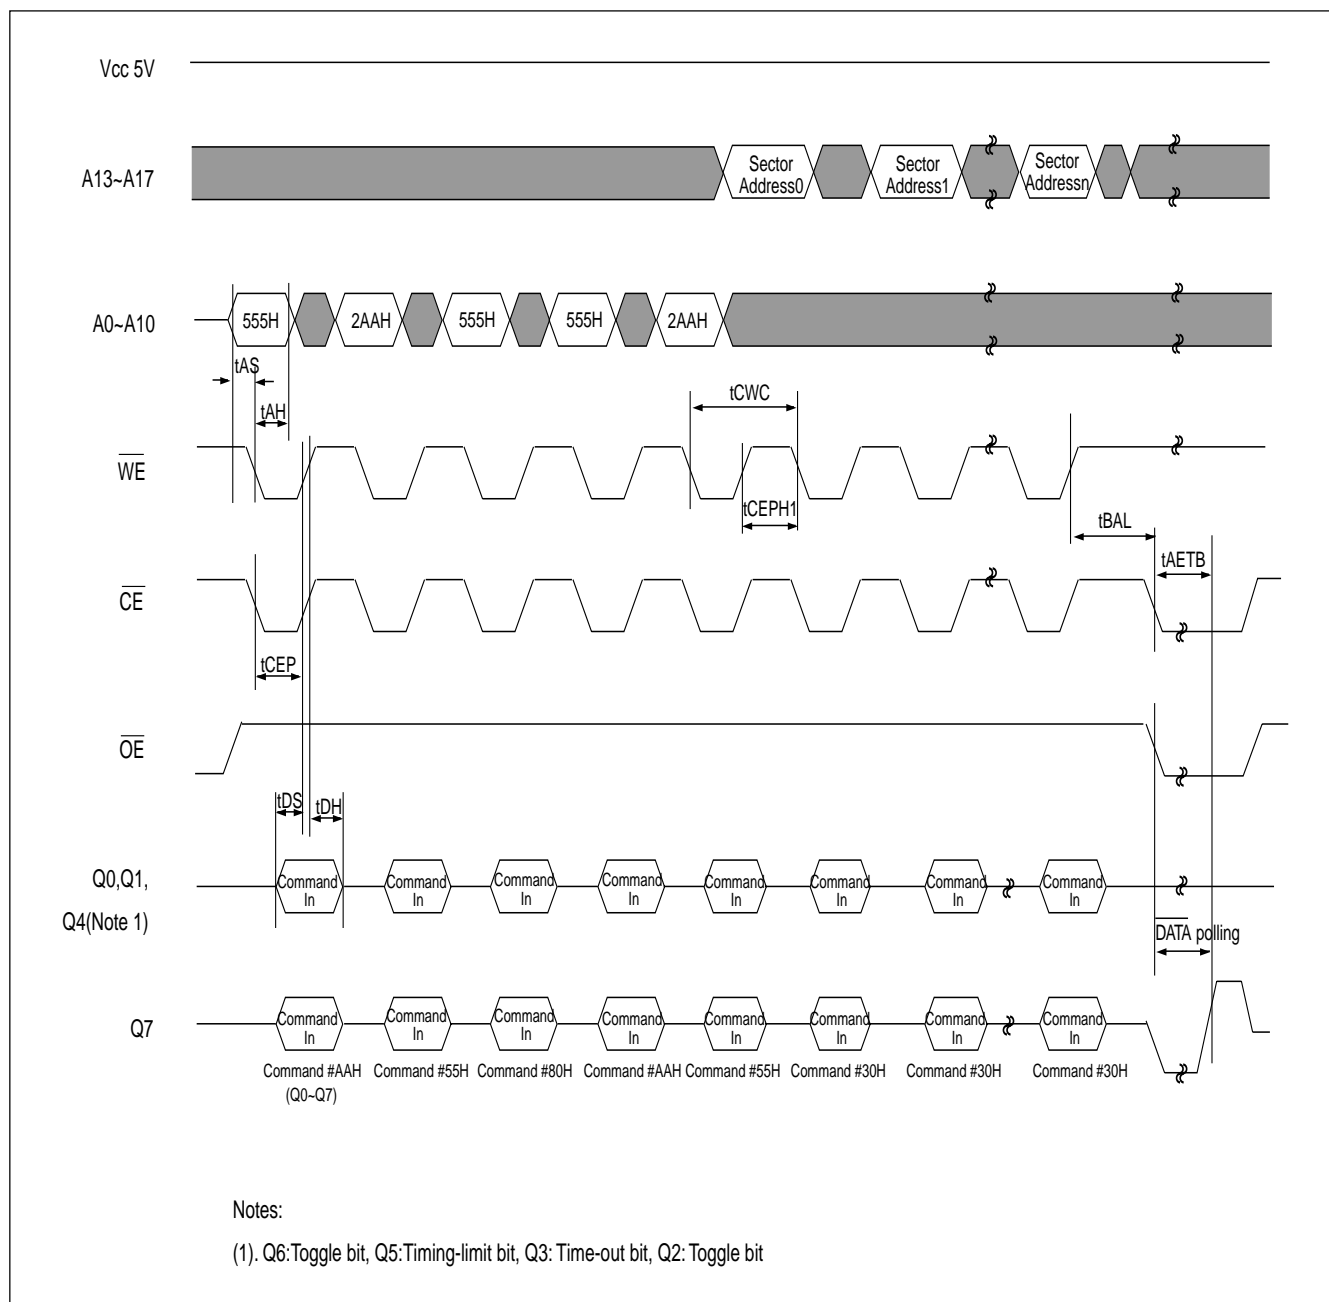 Vcc 5V
A13~A17
Sector
Address0
Sector
Address1
Sector
Addressn
A0~A10
555H
2AAH
555H
555H
2AAH
tAS
tAH
tCWC
WE
tCEPH1
tBAL
tAETB
CE
tCEP
OE
tDS
tDH
Q0,Q1,
Q4(Note 1)
Command
In
Command
In
Command
In
Command
In
Command
In
Command
In
Command
In
Command
In
DATA polling
Q7
Command
In
Command
In
Command
In
Command
In
Command
In
Command
In
Command
In
Command
In
Command #AAH
(Q0~Q7)
Command #55H
Command #80H
Command #AAH
Command #55H
Command #30H
Command #30H
Command #30H
Notes:
(1). Q6:Toggle bit, Q5:Timing-limit bit, Q3: Time-out bit, Q2: Toggle bit